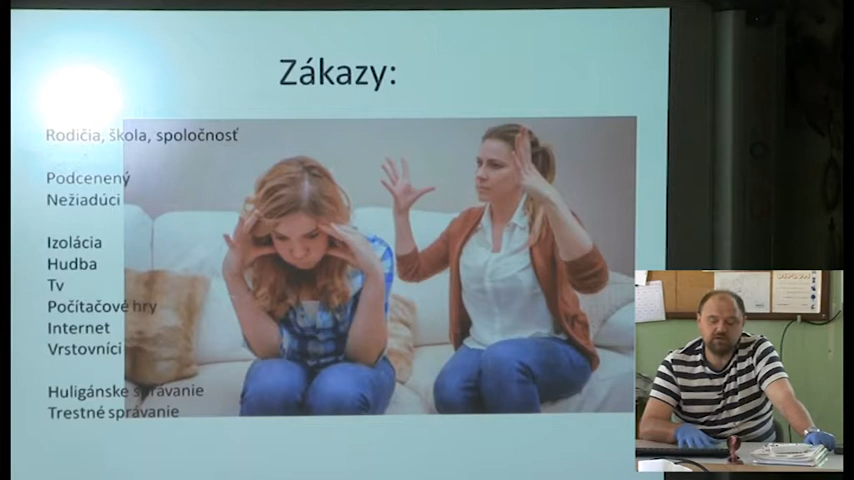 Zákazy:
Rodičia, škola, spoločnosť
Podcenený
Nežiadúci
Izolácia
Hudba
Tv
Počítačové hry
Internet
Vrstovníci
Huligánske správanie
Trestné správanie